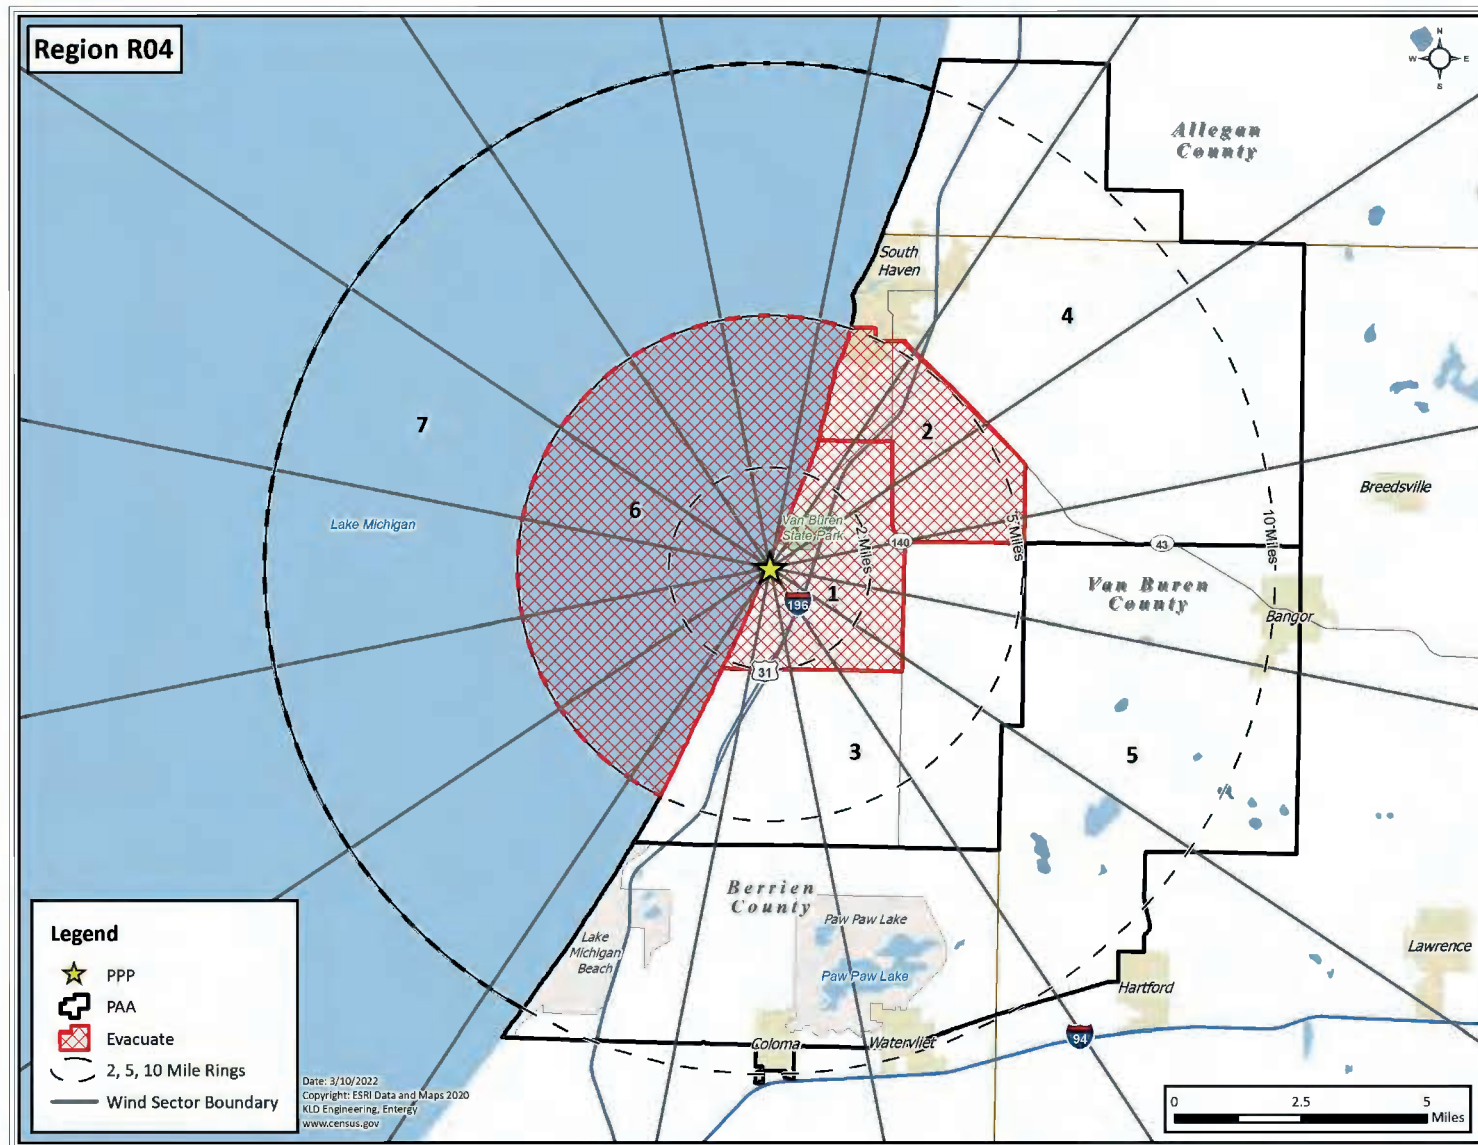 Region R04
N
W E
S
Allegan
County
South
Haven
4
7
2
Breedsville
6
Lake Michigan
Van Buren
State Park
2 Miles
5 Miles
10 Miles
140
43
Van Buren
County
1
196
Bangor
31
3
5
Berrien
County
Paw Paw Lake
Lake
Michigan
Beach
Paw Paw Lake
Lawrence
Hartford
Coloma
Watervliet
94
Legend
PPP
PAA
Evacuate
2, 5, 10 Mile Rings
Wind Sector Boundary
Date: 3/10/2022
Copyright: ESRI Data and Maps 2020
KLD Engineering, Entergy
www.census.gov
0 2.5 5
Miles